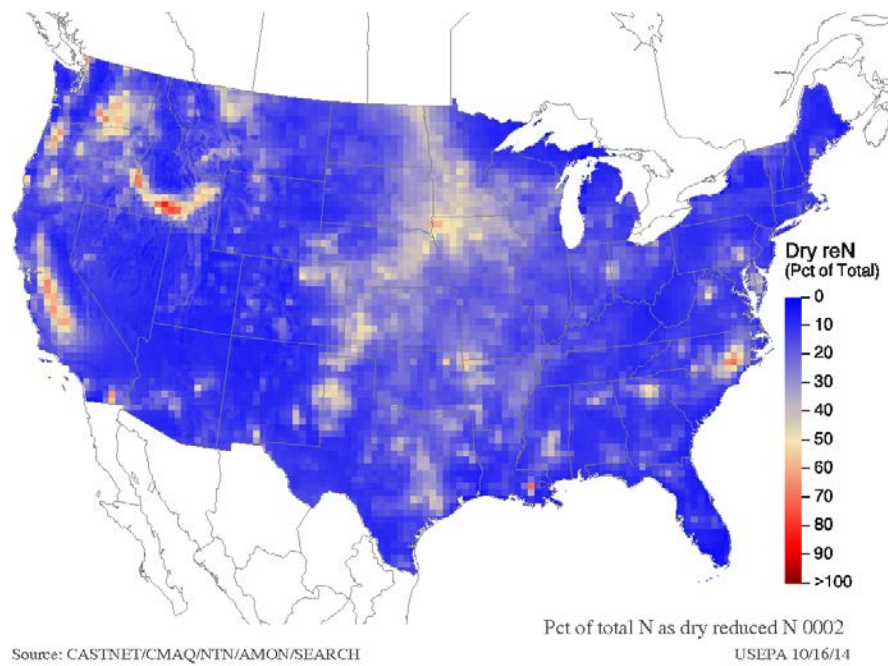 Dry reN
(Pct of Total)
0
10
20
30
40
50
60
70
80
90
>100
Pct of total N as dry reduced N 0002
Source: CASTNET/CMAQ/NTN/AMON/SEARCH
USEPA 10/16/14